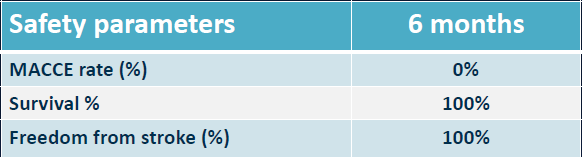 Safety parameters 6 months
MACCE rate (%) 0%
Survival % 100%
Freedom from stroke (%) 100%